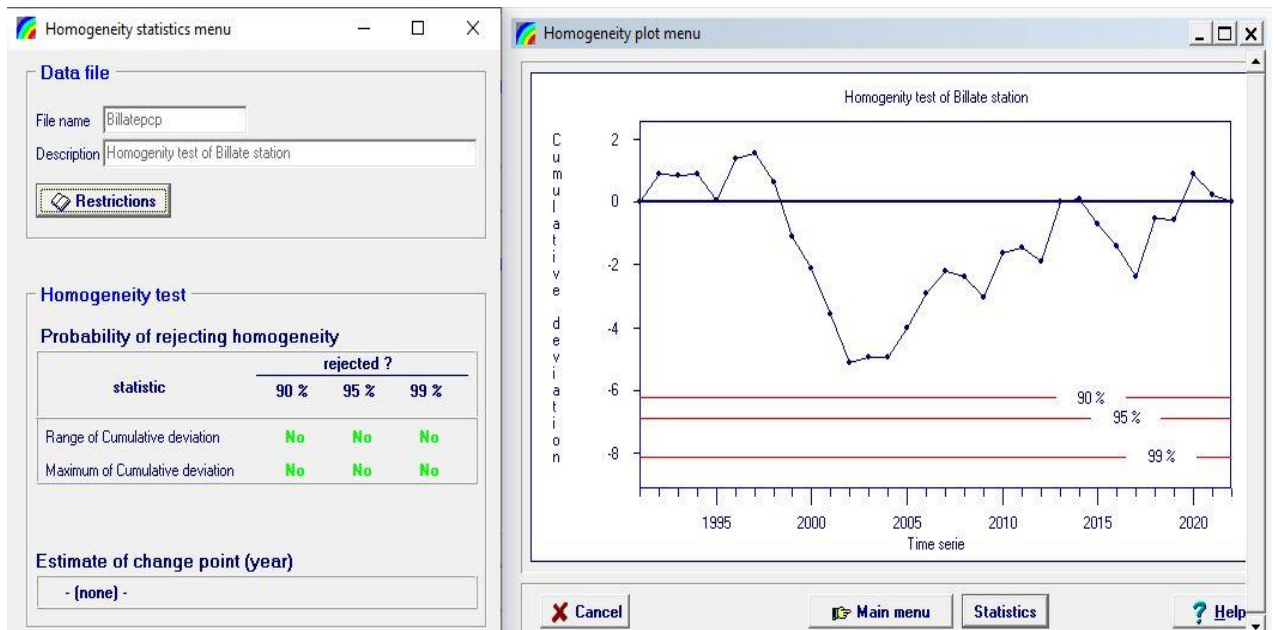 Homogeneity statistics menu
Data file
File name Billatepcp
Description Homogenity test of Billate station
Restrictions
Homogeneity test
Probability of rejecting homogeneity
rejected ?
statistic 90 % 95 % 99 %
Range of Cumulative deviation No No No
Maximum of Cumulative deviation No No No
Estimate of change point (year)
- (none) -
Homogeneity plot menu
Homogenity test of Billate station
Cumulative deviation
2
0
-2
-4
-6
-8
90 %
95 %
99 %
1995 2000 2005 2010 2015 2020
Time serie
Cancel Main menu Statistics Help